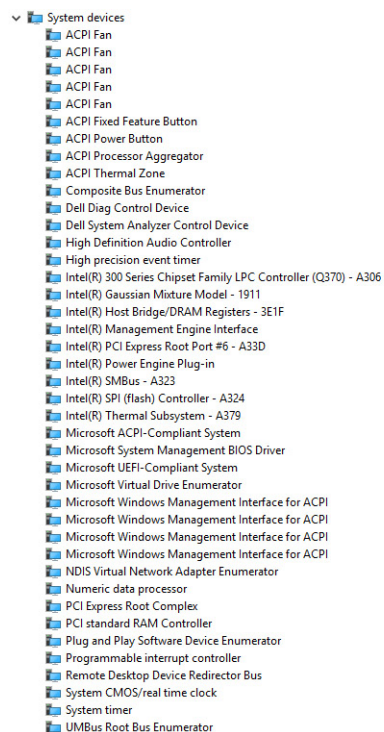 System devices
ACPI Fan
ACPI Fan
ACPI Fan
ACPI Fan
ACPI Fan
ACPI Fixed Feature Button
ACPI Power Button
ACPI Processor Aggregator
ACPI Thermal Zone
Composite Bus Enumerator
Dell Diag Control Device
Dell System Analyzer Control Device
High Definition Audio Controller
High precision event timer
Intel(R) 300 Series Chipset Family LPC Controller (Q370) - A306
Intel(R) Gaussian Mixture Model - 1911
Intel(R) Host Bridge/DRAM Registers - 3E1F
Intel(R) Management Engine Interface
Intel(R) PCI Express Root Port #6 - A33D
Intel(R) Power Engine Plug-in
Intel(R) SMBus - A323
Intel(R) SPI (flash) Controller - A324
Intel(R) Thermal Subsystem - A379
Microsoft ACPI-Compliant System
Microsoft System Management BIOS Driver
Microsoft UEFI-Compliant System
Microsoft Virtual Drive Enumerator
Microsoft Windows Management Interface for ACPI
Microsoft Windows Management Interface for ACPI
Microsoft Windows Management Interface for ACPI
Microsoft Windows Management Interface for ACPI
NDIS Virtual Network Adapter Enumerator
Numeric data processor
PCI Express Root Complex
PCI standard RAM Controller
Plug and Play Software Device Enumerator
Programmable interrupt controller
Remote Desktop Device Redirector Bus
System CMOS/real time clock
System timer
UMBus Root Bus Enumerator